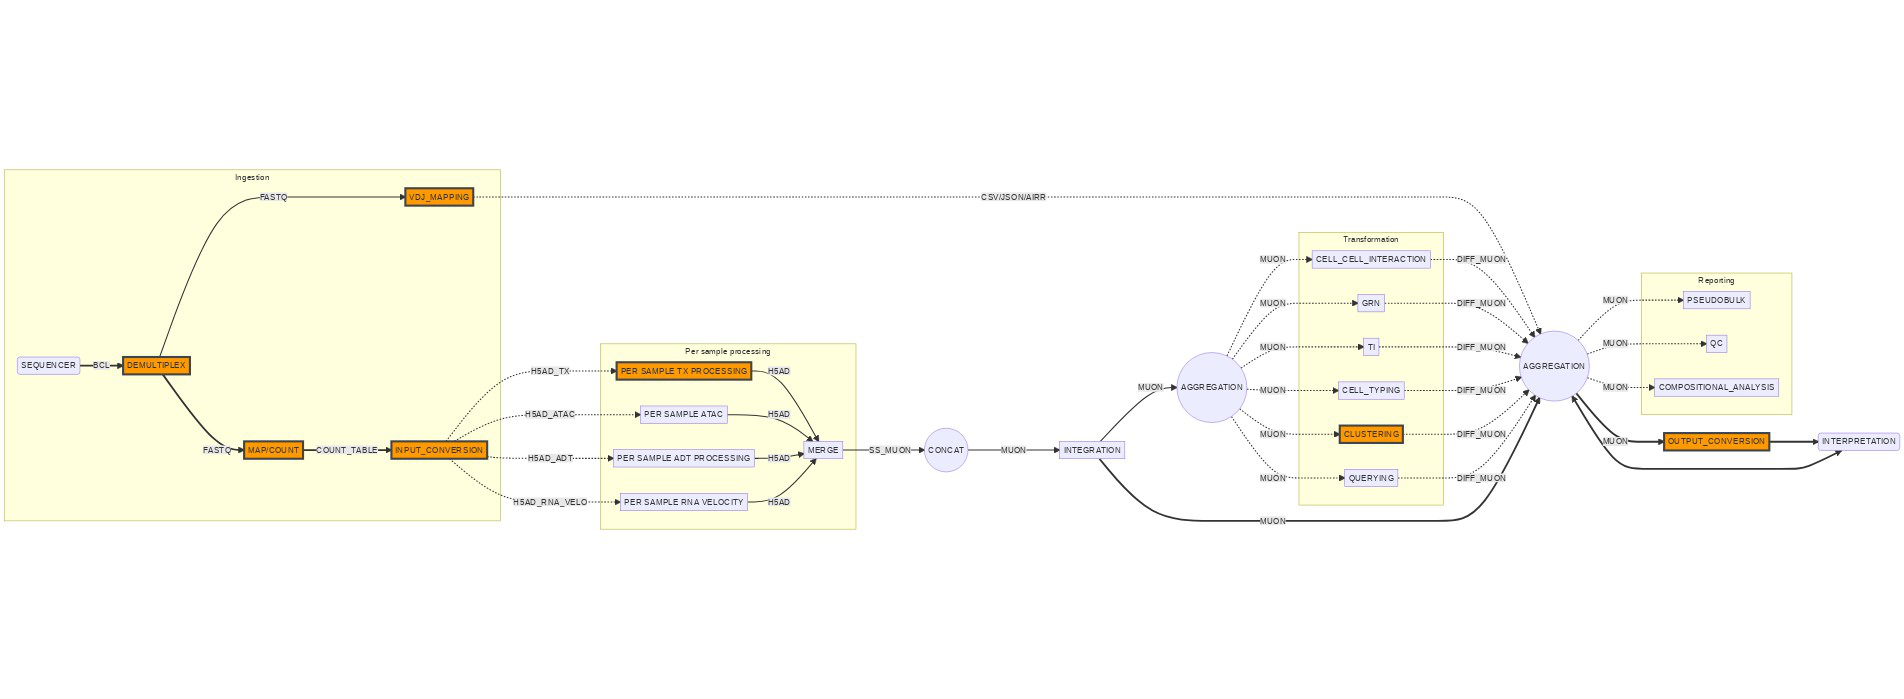 Ingestion
FASTQ
VDJ_MAPPING
SEQUENCER
BCL
DEMULTIPLEX
FASTQ
MAP/COUNT
COUNT_TABLE
INPUT_CONVERSION
CSV/JSON/AIRR
H5AD_TX
H5AD_ATAC
H5AD_ADT
H5AD_RNA_VELO
Per sample processing
PER SAMPLE TX PROCESSING
H5AD
PER SAMPLE ATAC
H5AD
PER SAMPLE ADT PROCESSING
H5AD
PER SAMPLE RNA VELOCITY
H5AD
MERGE
SS_MUON
CONCAT
MUON
INTEGRATION
MUON
AGGREGATION
MUON
MUON
MUON
MUON
MUON
MUON
MUON
Transformation
CELL_CELL_INTERACTION
GRN
TI
CELL_TYPING
CLUSTERING
QUERYING
DIFF_MUON
DIFF_MUON
DIFF_MUON
DIFF_MUON
DIFF_MUON
DIFF_MUON
AGGREGATION
MUON
MUON
MUON
MUON
Reporting
PSEUDOBULK
QC
COMPOSITIONAL_ANALYSIS
OUTPUT_CONVERSION
INTERPRETATION